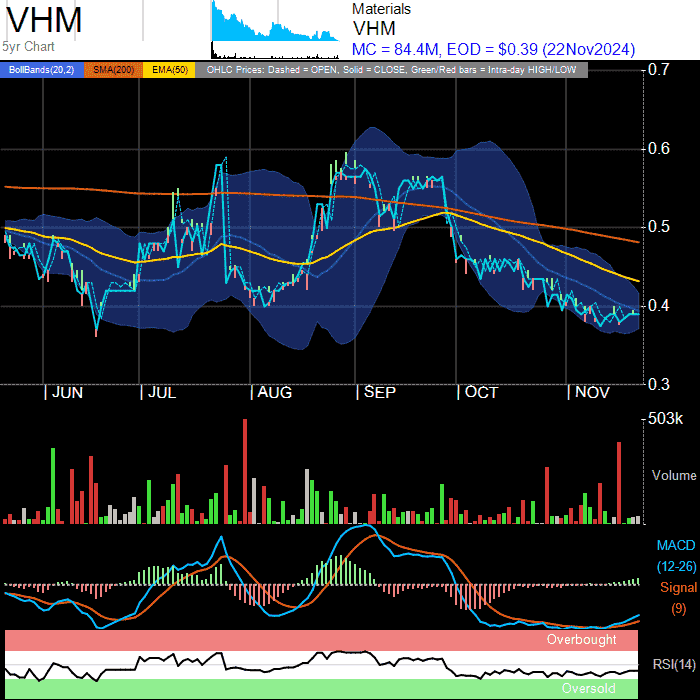 VHM
5yr Chart
Materials
VHM
MC = 84.4M, EOD = $0.39 (22Nov2024)
BollBands(20,2) SMA(200) EMA(50) OHLC Prices: Dashed = OPEN, Solid = CLOSE, Green/Red bars = Intra-day HIGH/LOW
0.7
0.6
0.5
0.4
0.3
| JUN | JUL | AUG | SEP | OCT | NOV
503k
Volume
MACD
(12-26)
Signal
(9)
Overbought
RSI(14)
Oversold